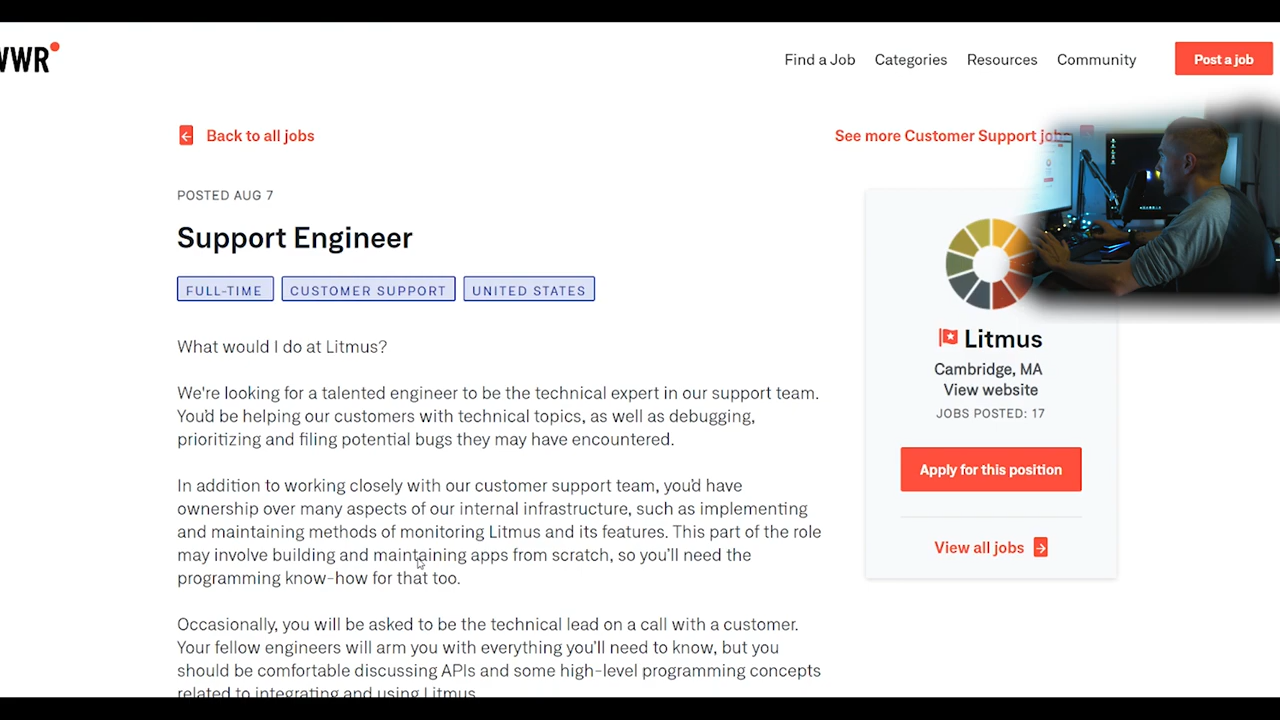 WWR
Find a Job
Categories
Resources
Community
Post a job
Back to all jobs
See more Customer Support jobs
POSTED AUG 7
Support Engineer
FULL-TIME
CUSTOMER SUPPORT
UNITED STATES
What would I do at Litmus?
We're looking for a talented engineer to be the technical expert in our support team.
You'd be helping our customers with technical topics, as well as debugging,
prioritizing and filing potential bugs they may have encountered.
In addition to working closely with our customer support team, you'd have
ownership over many aspects of our internal infrastructure, such as implementing
and maintaining methods of monitoring Litmus and its features. This part of the role
may involve building and maintaining apps from scratch, so you'll need the
programming know-how for that too.
Occasionally, you will be asked to be the technical lead on a call with a customer.
Your fellow engineers will arm you with everything you'll need to know, but you
should be comfortable discussing APIs and some high-level programming concepts
related to integrating and using Litmus.
Litmus
Cambridge, MA
View website
JOBS POSTED: 17
Apply for this position
View all jobs